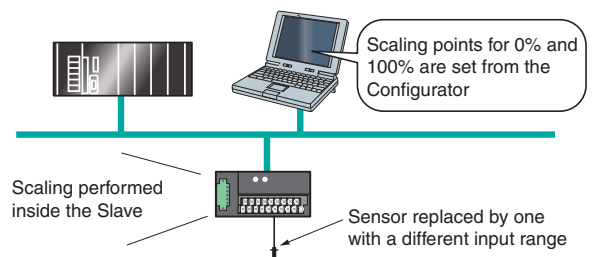 Scaling points for 0% and
100% are set from the
Configurator
Scaling performed
inside the Slave
Sensor replaced by one
with a different input range